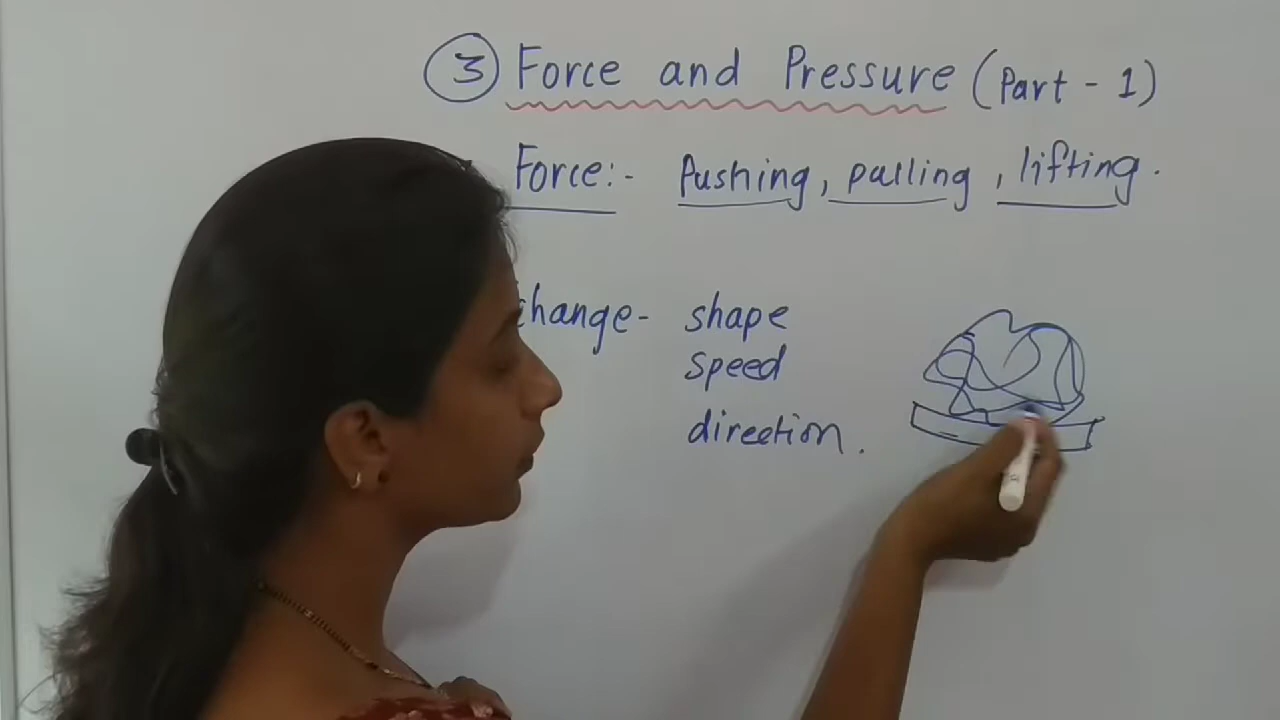 3 Force and Pressure (Part - 1)
Force:- Pushing, pulling, lifting.
change- shape
speed
direction.